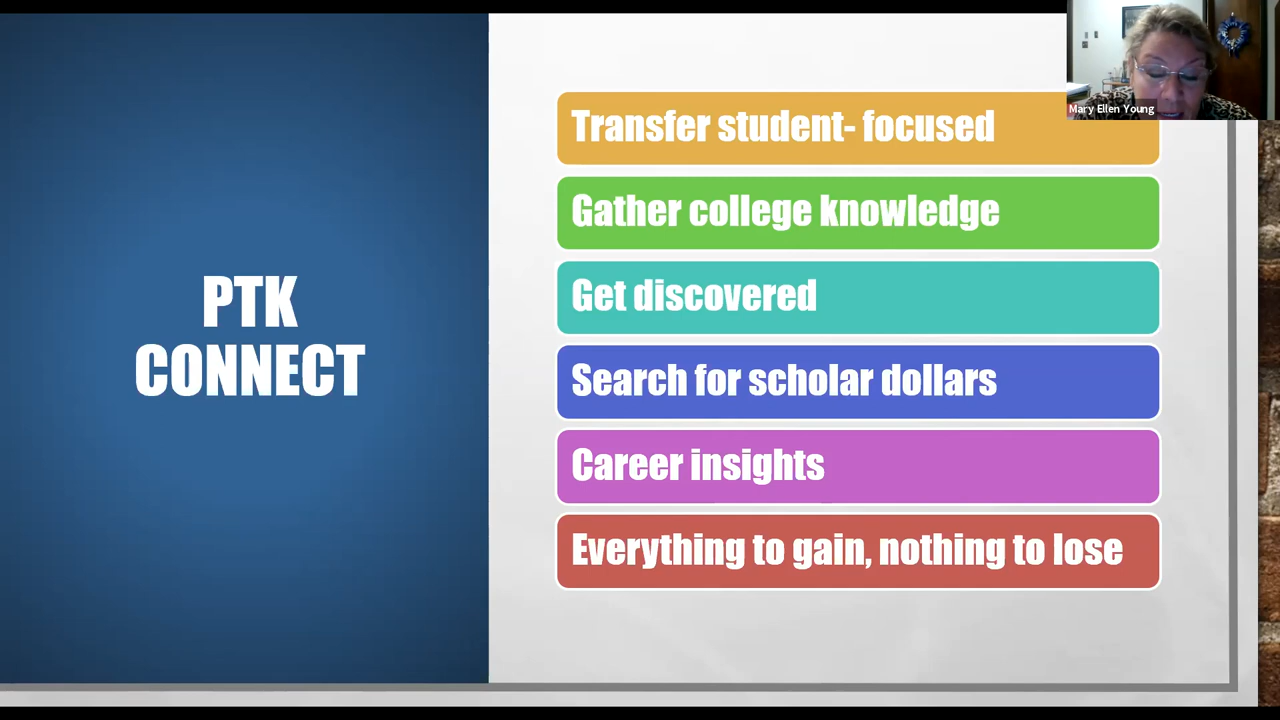 PTK
CONNECT
Transfer student- focused
Gather college knowledge
Get discovered
Search for scholar dollars
Career insights
Everything to gain, nothing to lose
Mary Ellen Young